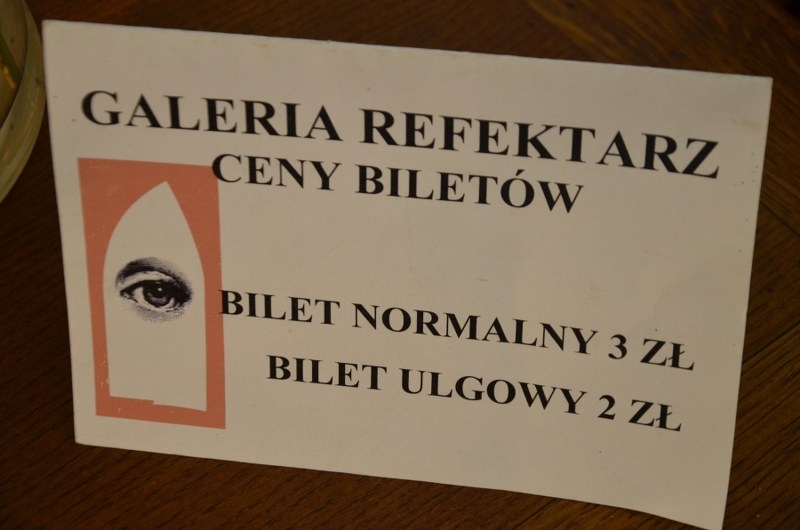 GALERIA REFEKTARZ
CENY BILETÓW
BILET NORMALNY 3 ZŁ
BILET ULGOWY 2 ZŁ